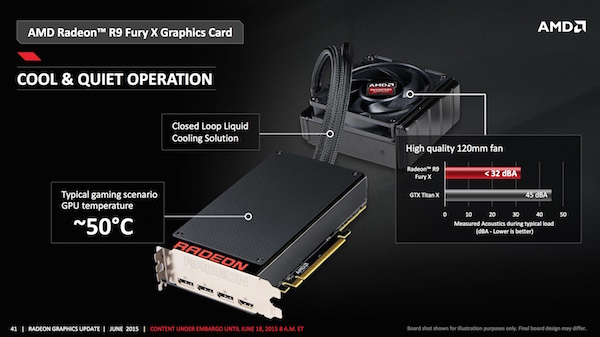 AMD Radeon™ R9 Fury X Graphics Card
AMD
COOL & QUIET OPERATION
AMD
RADEON
Closed Loop Liquid
Cooling Solution
High quality 120mm fan
Radeon™ R9
Fury X
< 32 dBA
GTX Titan X
45 dBA
0 10 20 30 40 50
Measured Acoustics during typical load
(dBA - Lower is better)
Typical gaming scenario
GPU temperature
~50°C
RADEON
RADEON
AMD
41 | RADEON GRAPHICS UPDATE | JUNE 2015 | CONTENT UNDER EMBARGO UNTIL JUNE 18, 2015 8 A.M. ET
Board shot shown for illustration purposes only. Final board design may differ.